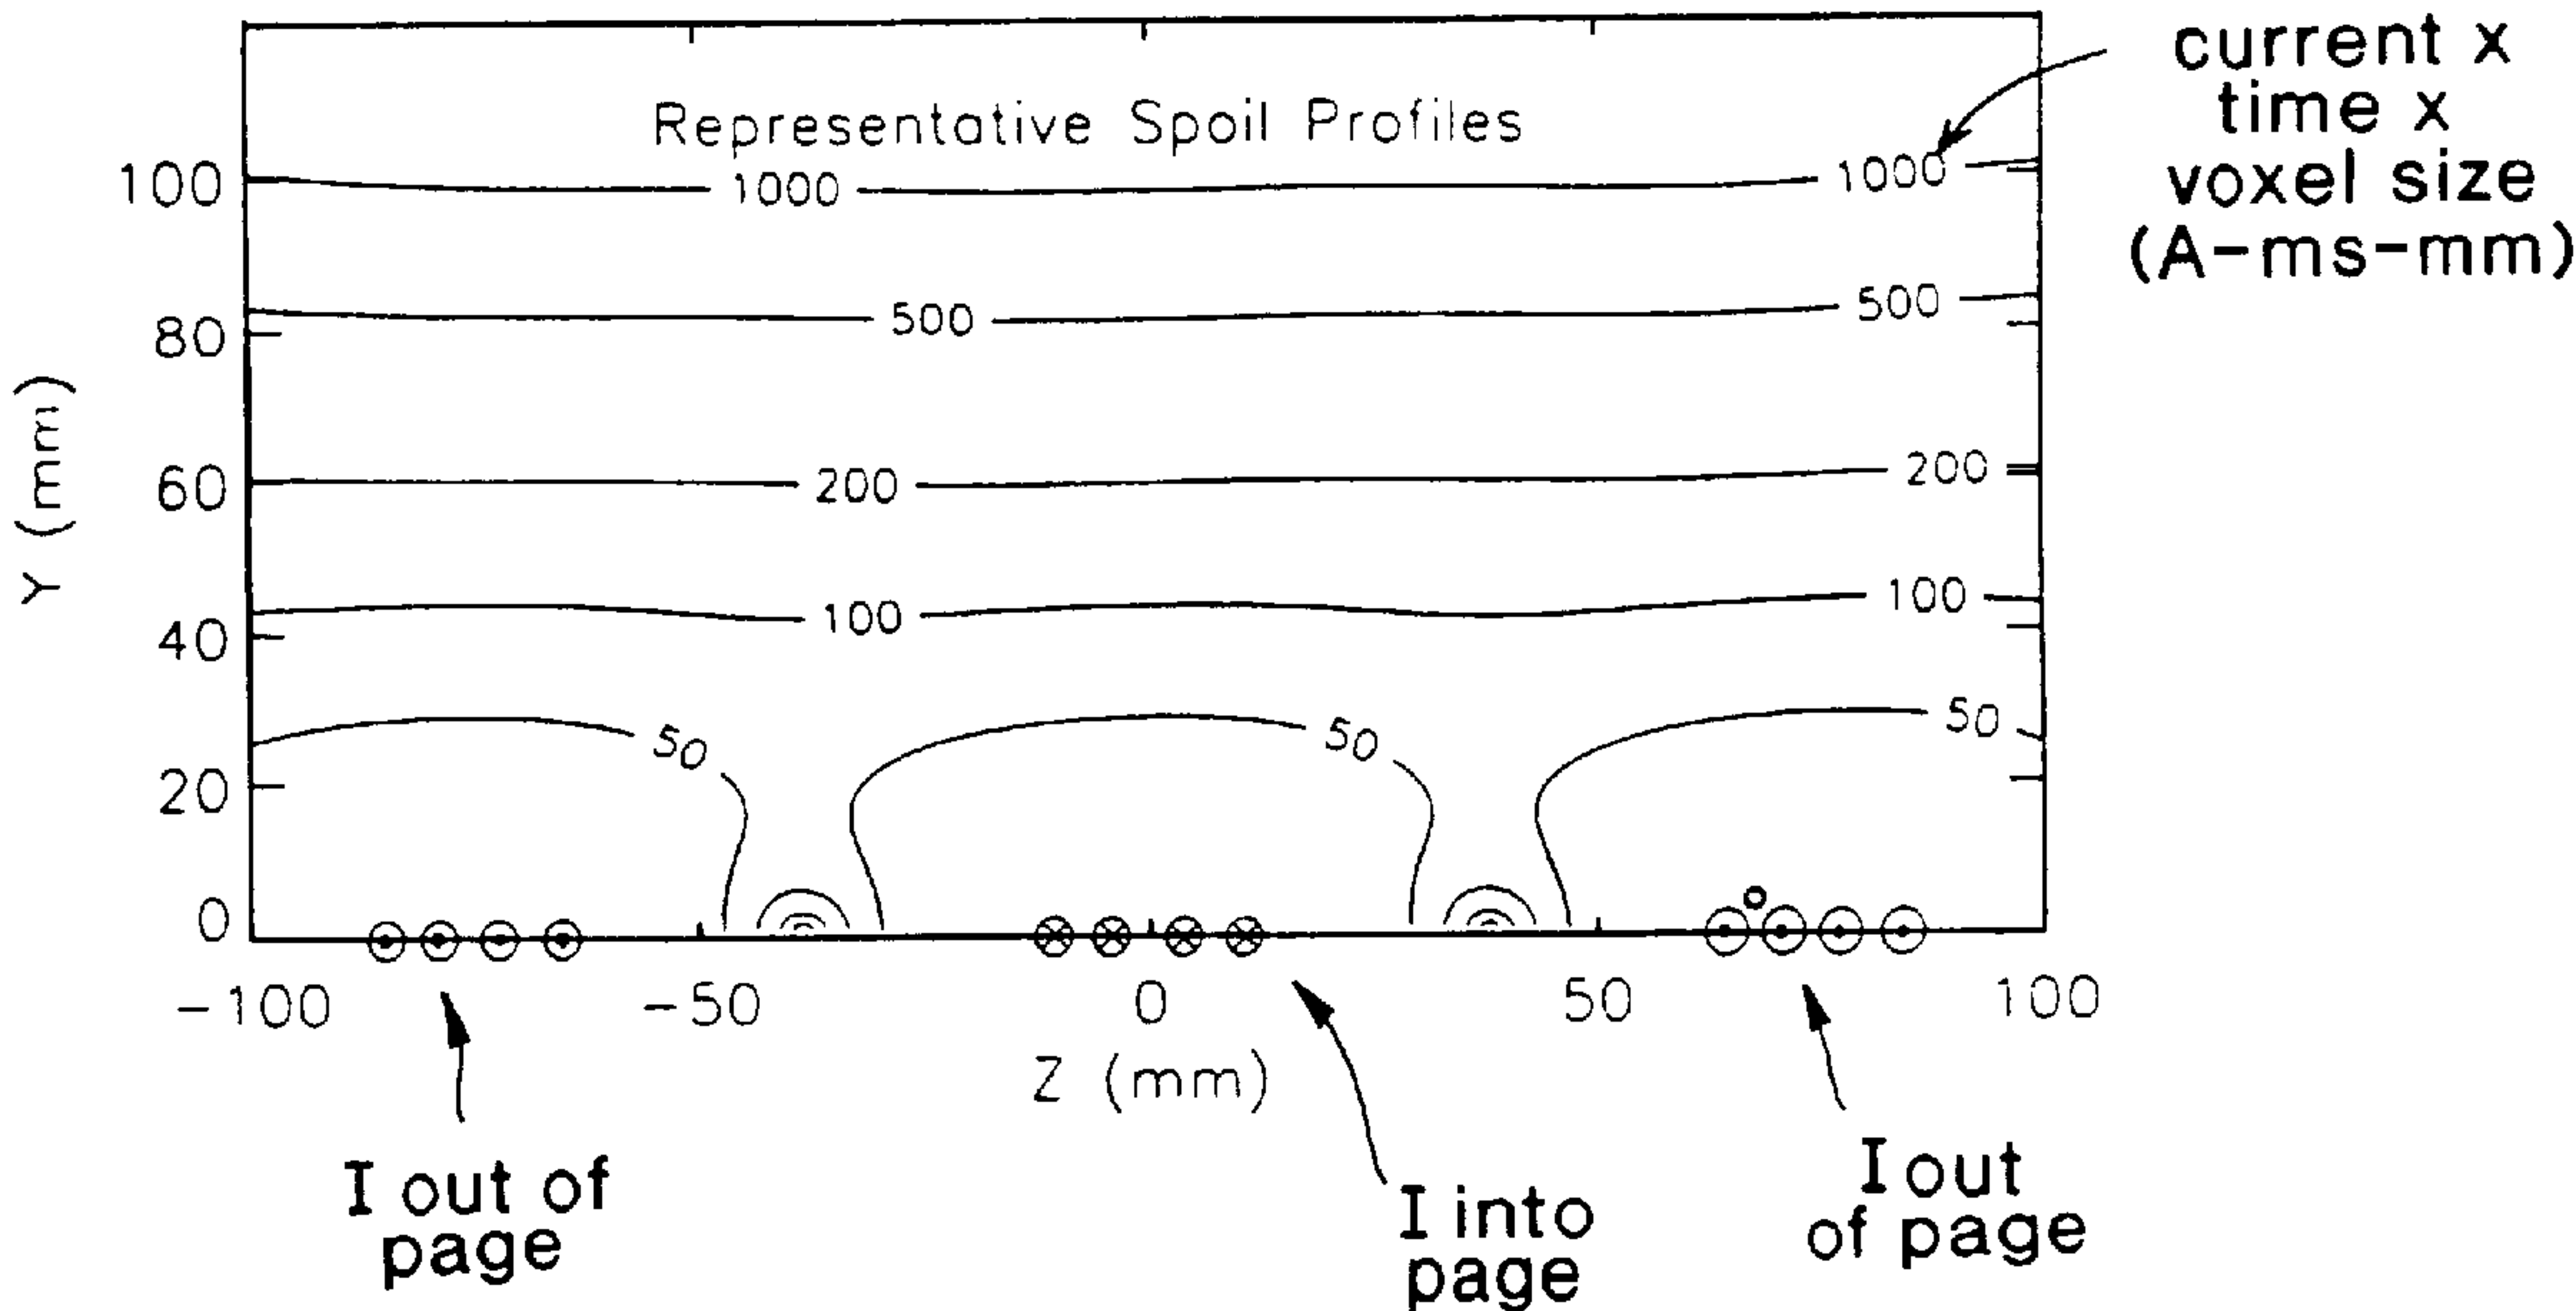 current x
time x
voxel size
(A-ms-mm)
Representative Spoil Profiles
100
1000
1000
500
500
80
Y (mm)
60
200
200
40
100
100
20
50
50
50
0
-100
-50
0
50
100
Z (mm)
I out of
page
I into
page
I out
of page